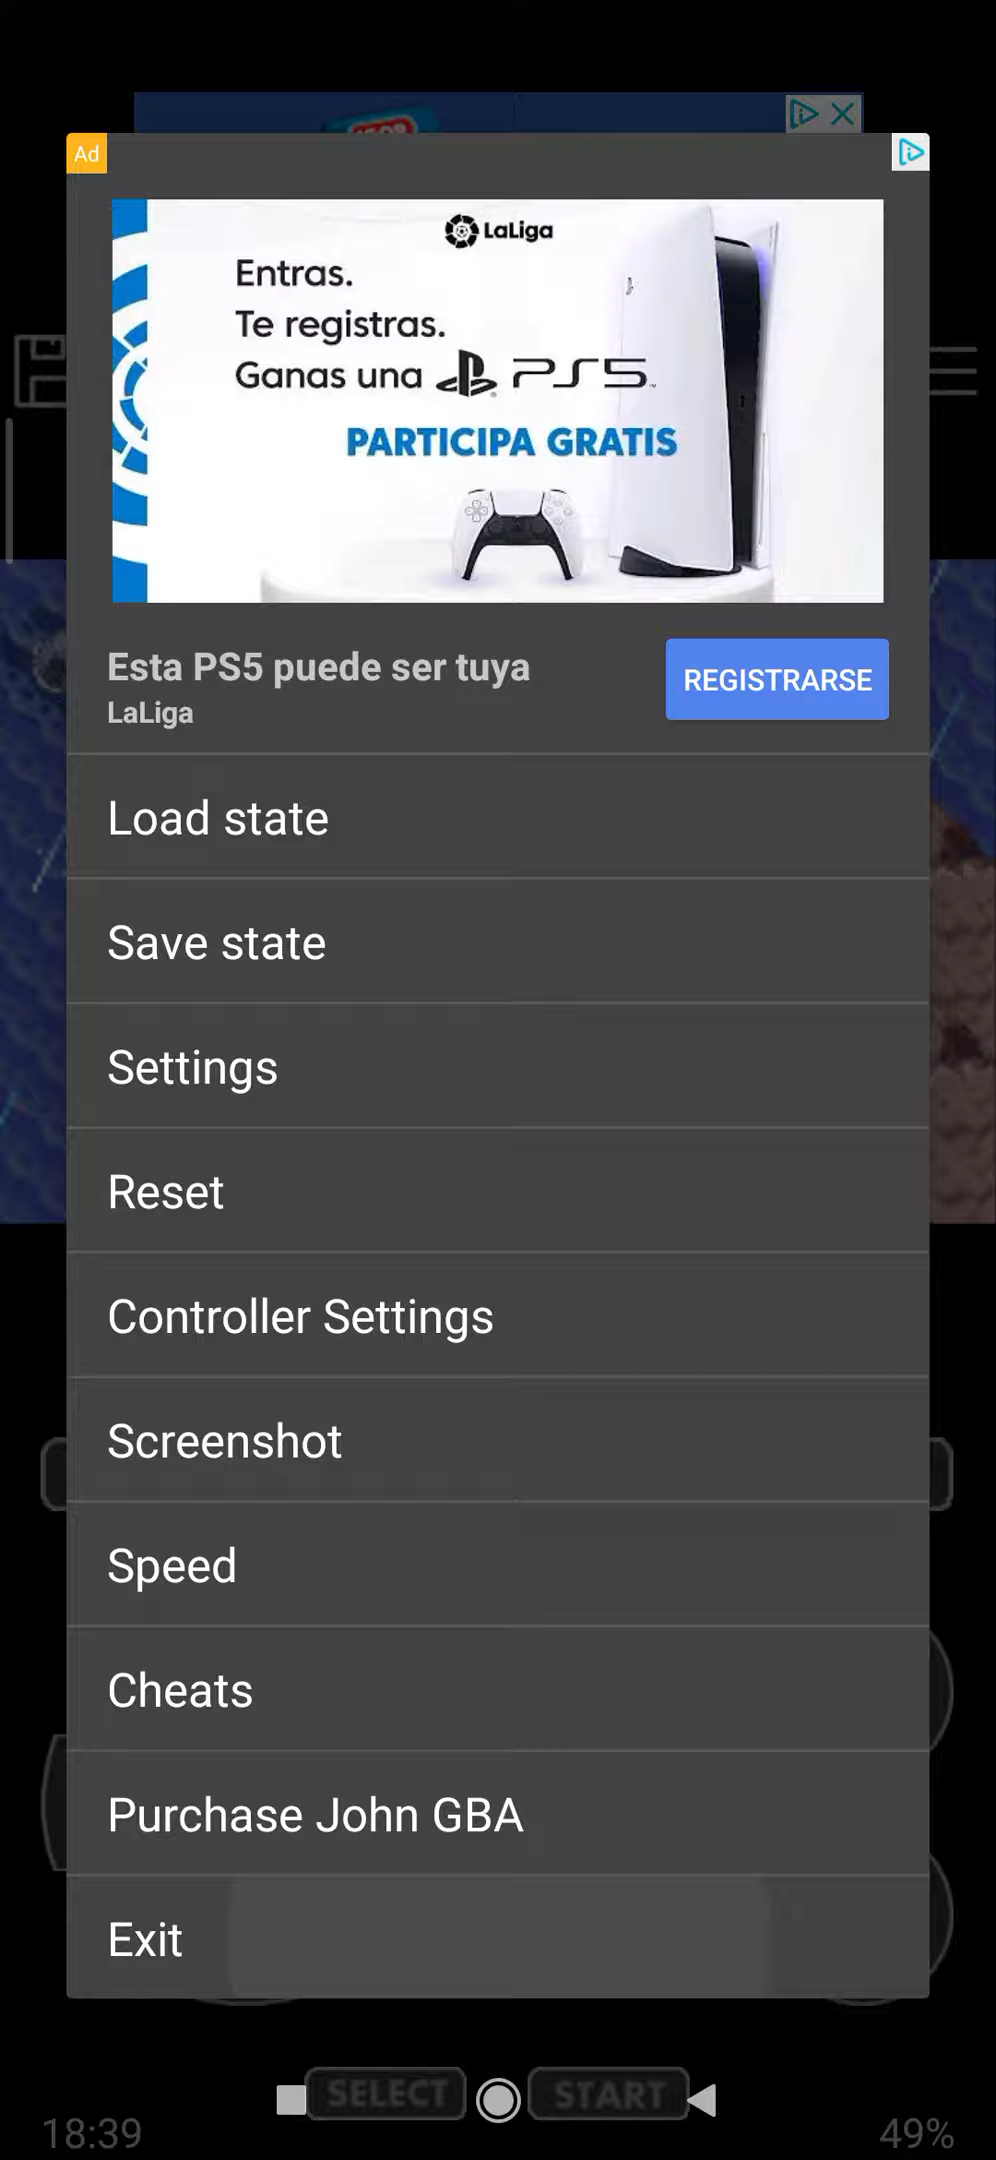 Ad
LaLiga
Entras.
Te registras.
Ganas una PS5
PARTICIPA GRATIS
Esta PS5 puede ser tuya
LaLiga
REGISTRARSE
Load state
Save state
Settings
Reset
Controller Settings
Screenshot
Speed
Cheats
Purchase John GBA
Exit
SELECT START
18:39 49%